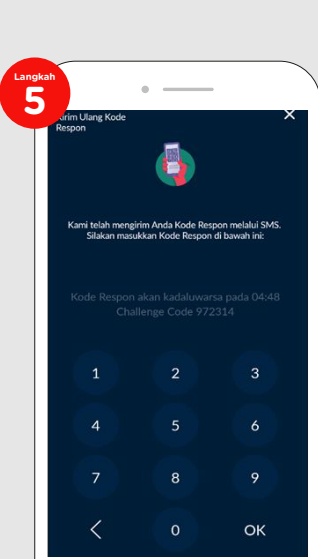 Langkah
5
Kirim Ulang Kode
Respon
×
Kami telah mengirim Anda Kode Respon melalui SMS.
Silakan masukkan Kode Respon di bawah ini:
Kode Respon akan kadaluwarsa pada 04:48
Challenge Code 972314
1 2 3
4 5 6
7 8 9
0 OK